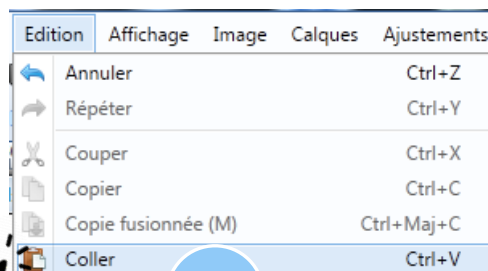 Edition Affichage Image Calques Ajustements
Annuler Ctrl+Z
Répéter Ctrl+Y
Couper Ctrl+X
Copier Ctrl+C
Copie fusionnée (M) Ctrl+Maj+C
Coller Ctrl+V